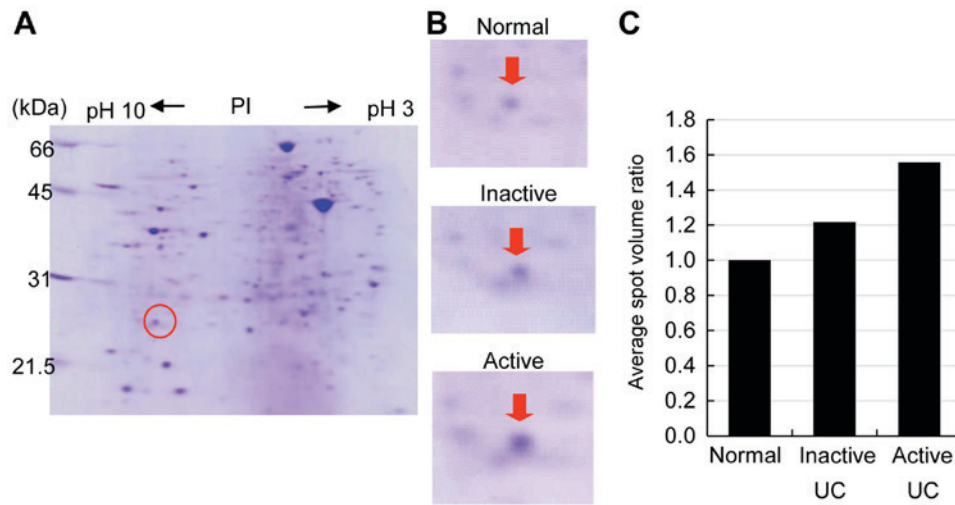 A
(kDa)
pH 10
PI
pH 3
66
45
31
21.5
B
Normal
Inactive
Active
C
Average spot volume ratio
1.8
1.6
1.4
1.2
1.0
0.8
0.6
0.4
0.2
0.0
Normal
Inactive
UC
Active
UC